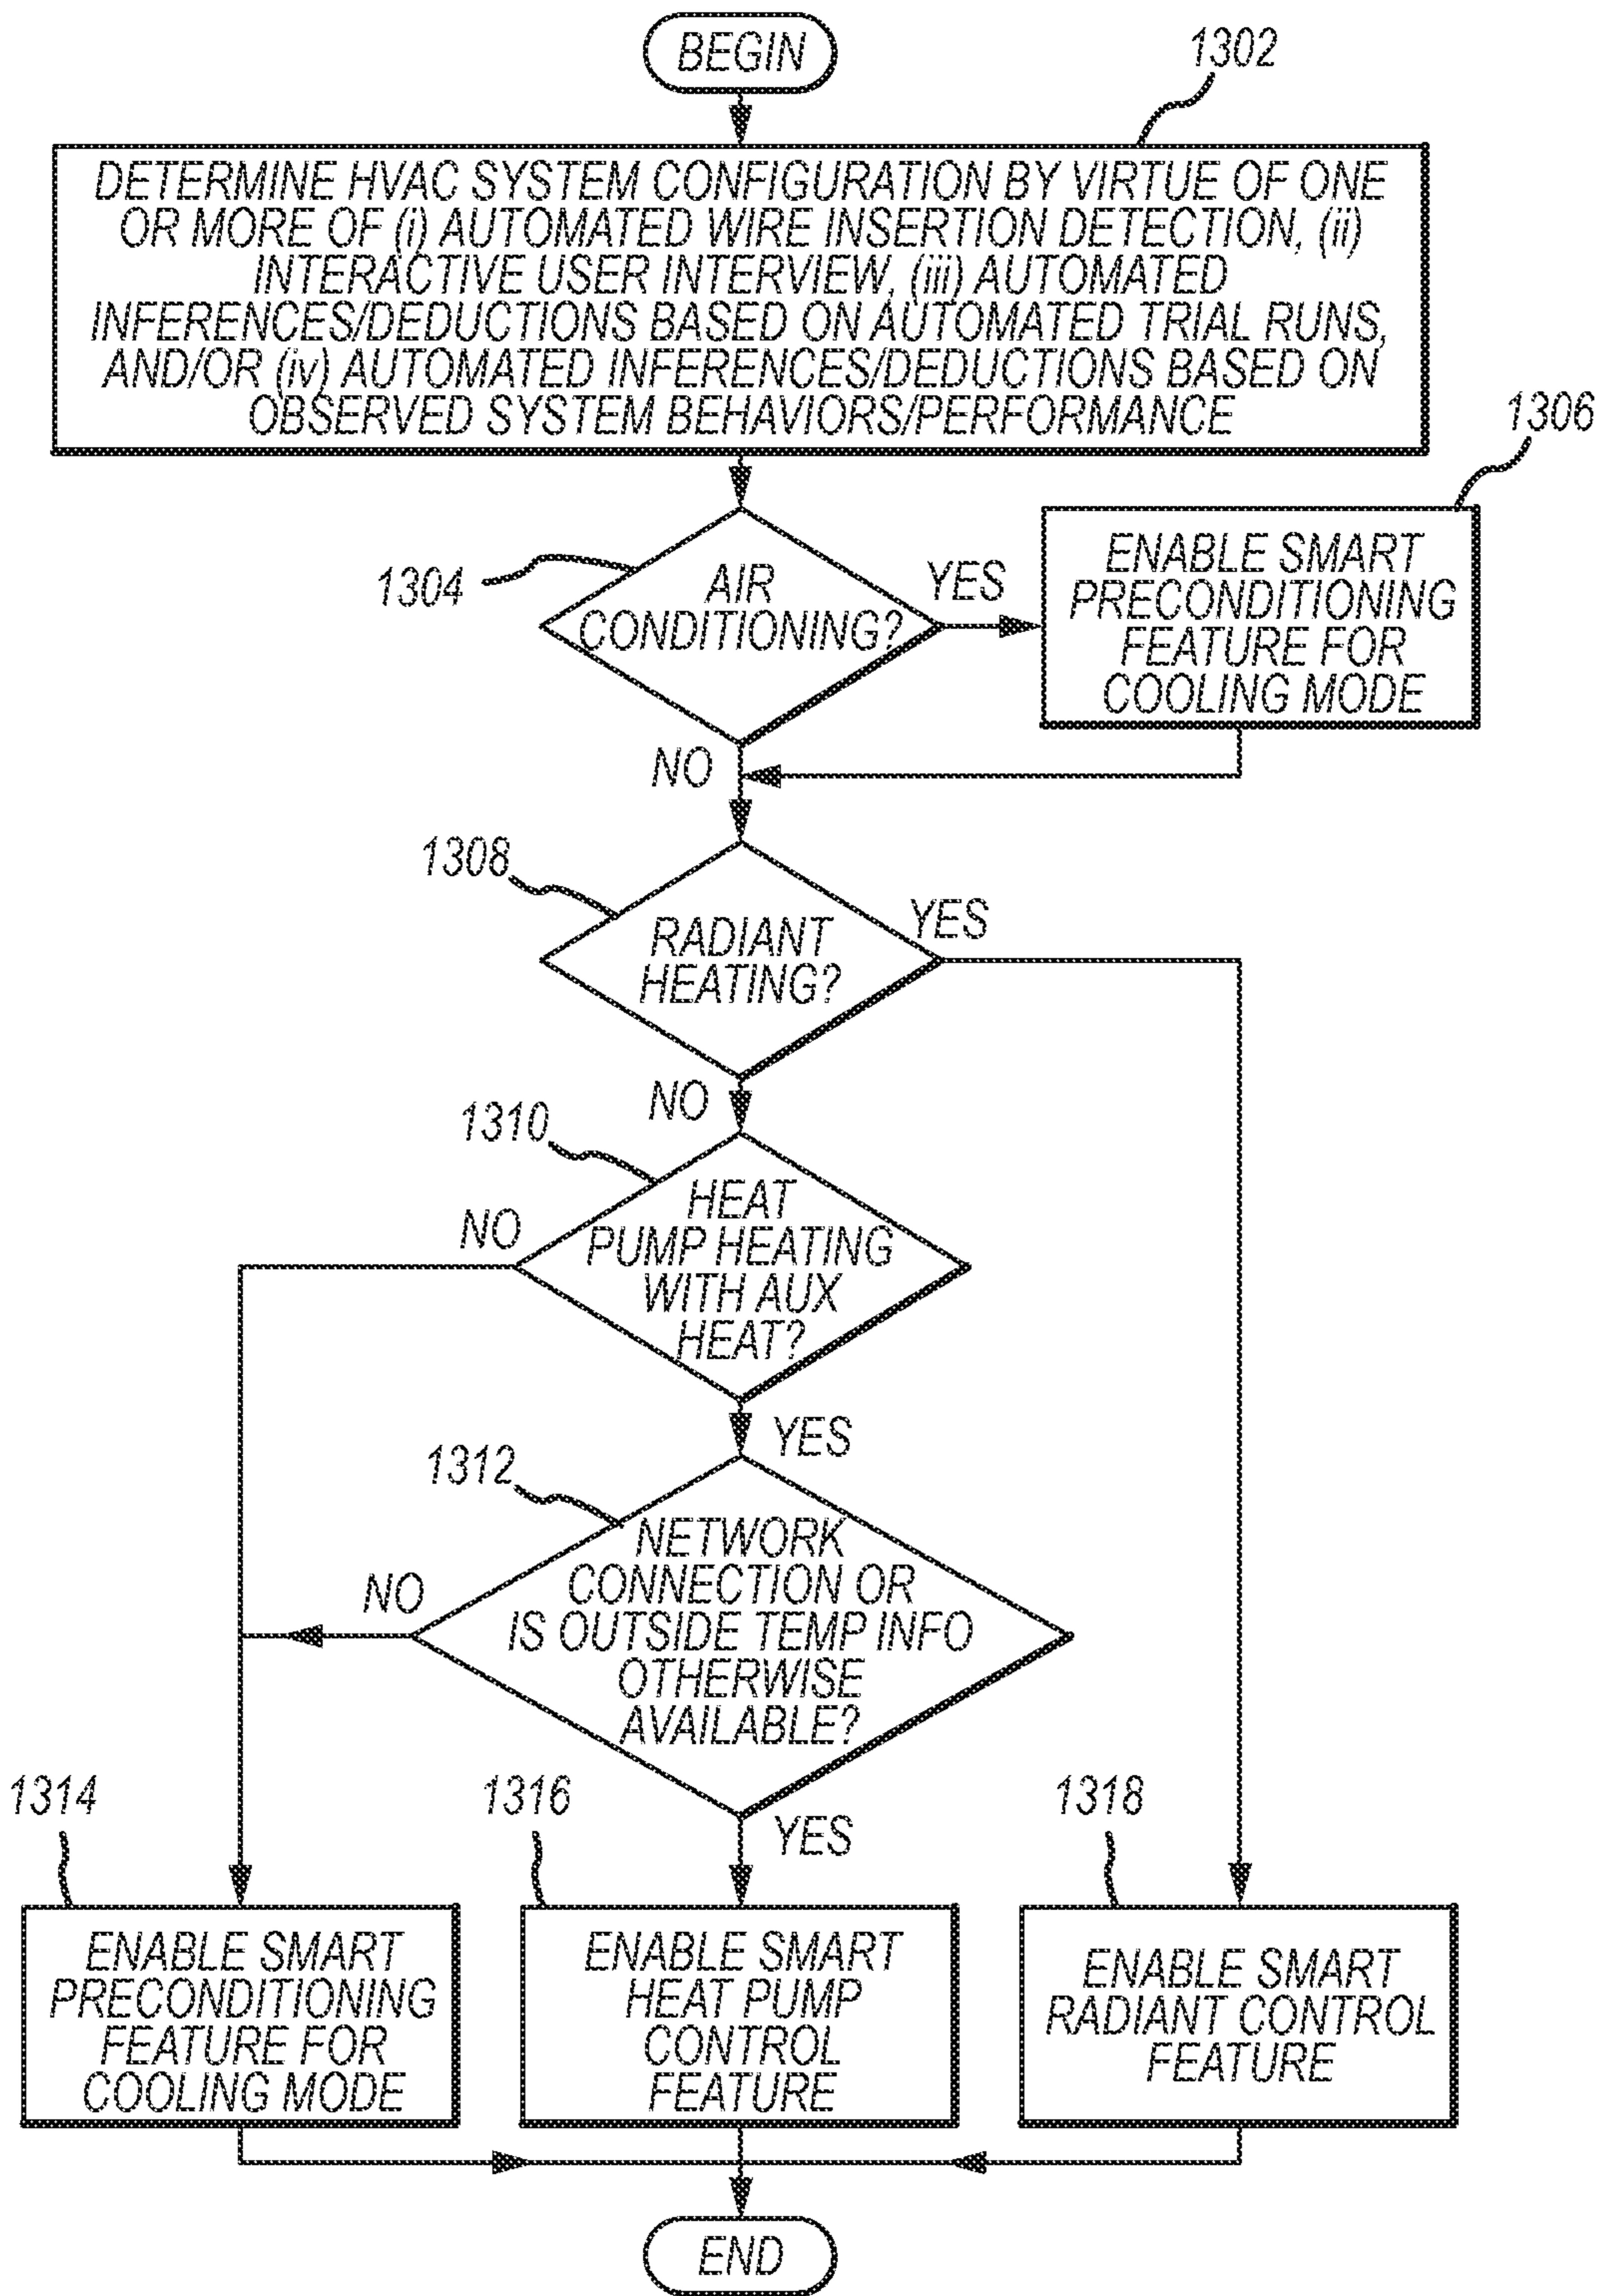 BEGIN
1302
DETERMINE HVAC SYSTEM CONFIGURATION BY VIRTUE OF ONE
OR MORE OF (i) AUTOMATED WIRE INSERTION DETECTION, (ii)
INTERACTIVE USER INTERVIEW, (iii) AUTOMATED
INFERENCES/DEDUCTIONS BASED ON AUTOMATED TRIAL RUNS,
AND/OR (iv) AUTOMATED INFERENCES/DEDUCTIONS BASED ON
OBSERVED SYSTEM BEHAVIORS/PERFORMANCE
1304
AIR
CONDITIONING?
YES
1306
ENABLE SMART
PRECONDITIONING
FEATURE FOR
COOLING MODE
NO
1308
RADIANT
HEATING?
YES
NO
1310
HEAT
PUMP HEATING
WITH AUX
HEAT?
NO
YES
1312
NETWORK
CONNECTION OR
IS OUTSIDE TEMP INFO
OTHERWISE
AVAILABLE?
NO
YES
1314
ENABLE SMART
PRECONDITIONING
FEATURE FOR
COOLING MODE
1316
ENABLE SMART
HEAT PUMP
CONTROL
FEATURE
1318
ENABLE SMART
RADIANT CONTROL
FEATURE
END